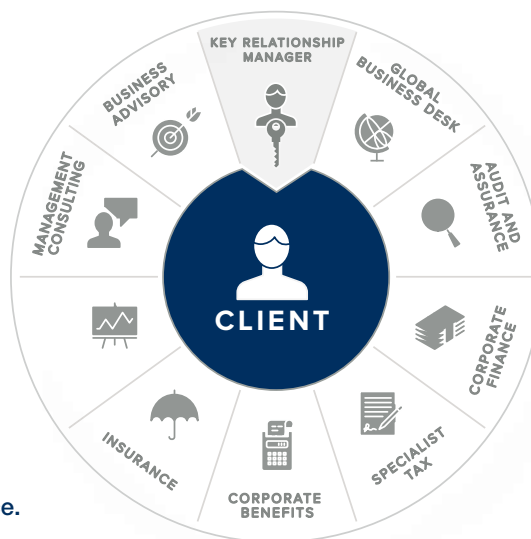 KEY RELATIONSHIP
MANAGER
GLOBAL
BUSINESS DESK
AUDIT AND
ASSURANCE
CORPORATE
FINANCE
SPECIALIST
TAX
CORPORATE
BENEFITS
INSURANCE
MANAGEMENT
CONSULTING
BUSINESS
ADVISORY
CLIENT
e.